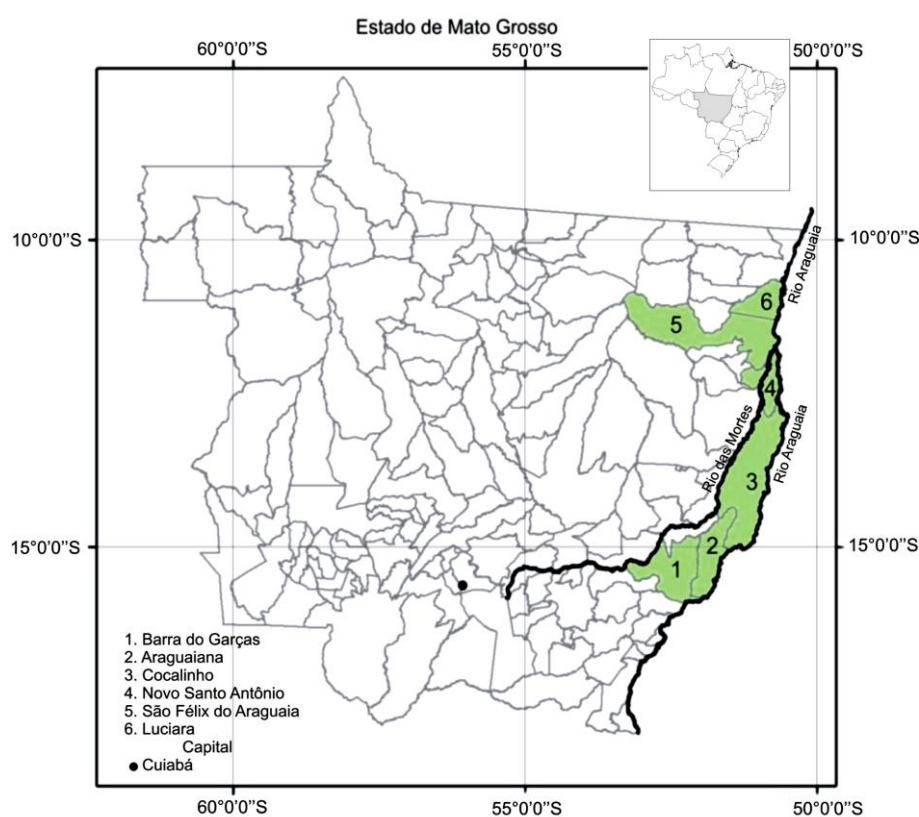 Estado de Mato Grosso
60°0'0''S 55°0'0''S 50°0'0''S
10°0'0''S 10°0'0''S
Rio Araguaia
6
5
4
Rio das Mortes
Rio Araguaia
3
15°0'0''S 15°0'0''S
2
1
1. Barra do Garças
2. Araguaiana
3. Cocalinho
4. Novo Santo Antônio
5. São Félix do Araguaia
6. Luciara
Capital
Cuiabá
60°0'0''S 55°0'0''S 50°0'0''S